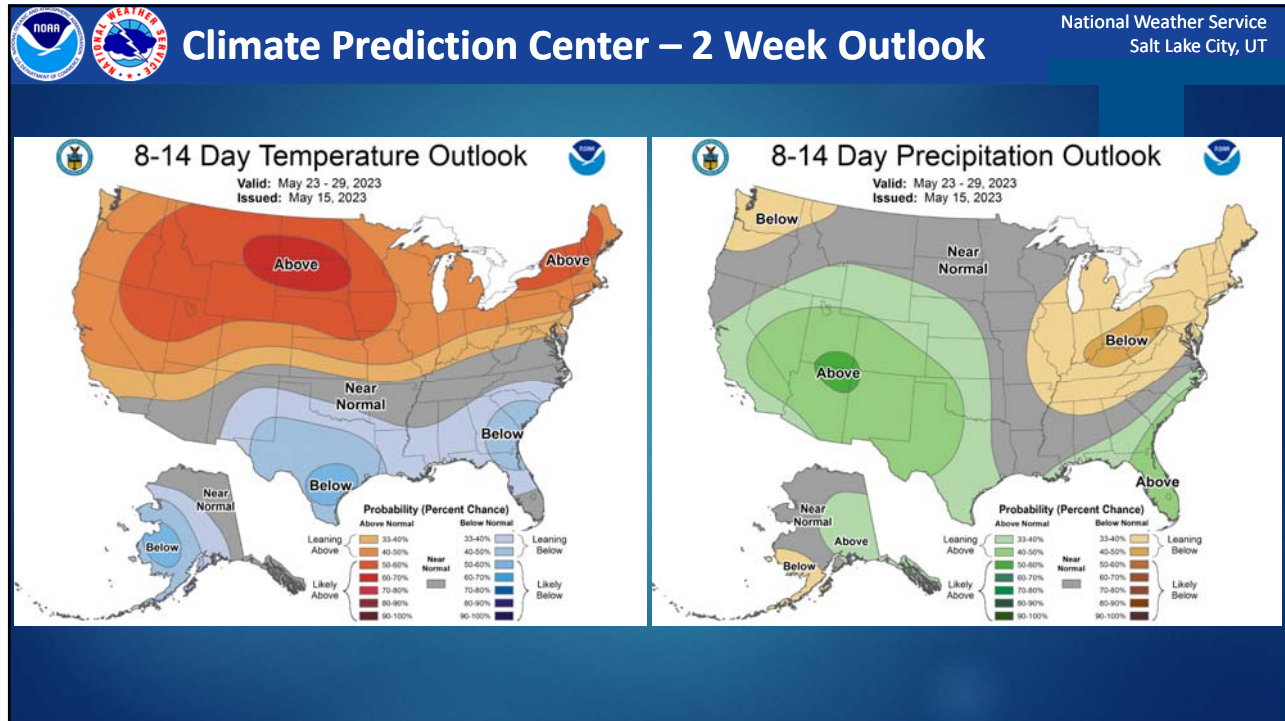 NOAA
NATIONAL WEATHER SERVICE
Climate Prediction Center – 2 Week Outlook
National Weather Service
Salt Lake City, UT
8-14 Day Temperature Outlook
Valid: May 23 - 29, 2023
Issued: May 15, 2023
Above
Above
Near
Normal
Below
Below
Near
Normal
Below
Probability (Percent Chance)
Above Normal
Below Normal
Leaning
Above
33-40%
40-50%
50-60%
60-70%
70-80%
80-90%
90-100%
Likely
Above
Near
Normal
33-40%
40-50%
50-60%
60-70%
70-80%
80-90%
90-100%
Leaning
Below
Likely
Below
8-14 Day Precipitation Outlook
Valid: May 23 - 29, 2023
Issued: May 15, 2023
Below
Near
Normal
Below
Above
Above
Near
Normal
Above
Below
Probability (Percent Chance)
Above Normal
Below Normal
Leaning
Above
33-40%
40-50%
50-60%
60-70%
70-80%
80-90%
90-100%
Likely
Above
Near
Normal
33-40%
40-50%
50-60%
60-70%
70-80%
80-90%
90-100%
Leaning
Below
Likely
Below